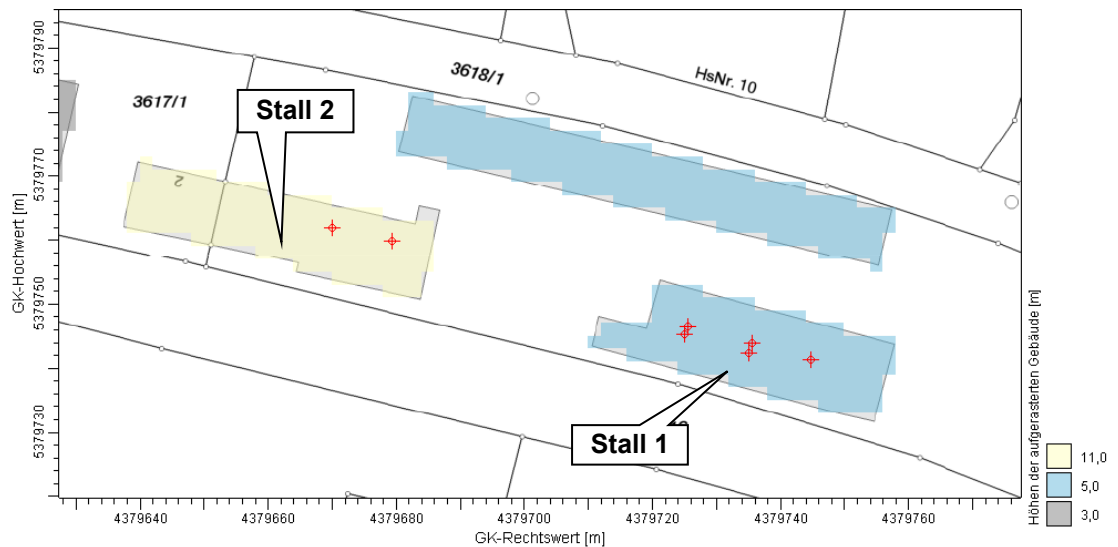 3618/1
HsNr. 10
3617/1
Stall 2
2
Stall 1
5379790
5379770
5379750
5379730
GK-Hochwert [m]
4379640
4379660
4379680
4379700
4379720
4379740
4379760
GK-Rechtswert [m]
Höhen der aufgerasterten Gebäude [m]
11,0
5,0
3,0